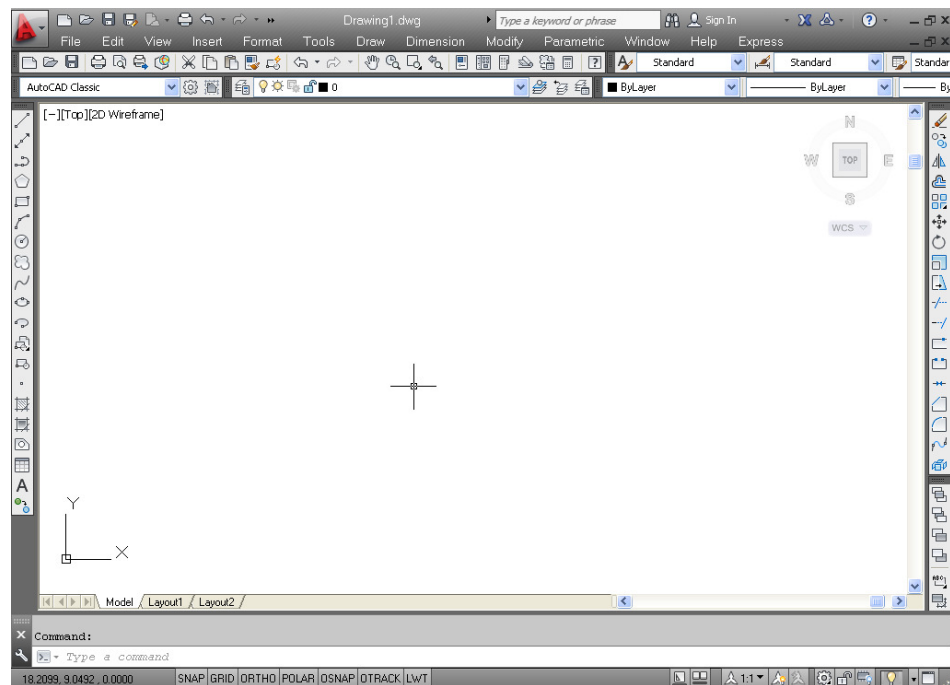 Drawing1.dwg Type a keyword or phrase Sign In
File Edit View Insert Format Tools Draw Dimension Modify Parametric Window Help Express
Standard Standard Standar
AutoCAD Classic 0 ByLayer ByLayer By
[-][Top][2D Wireframe]
N
W TOP E
S
WCS
A
Y
X
Model Layout1 Layout2
Command:
Type a command
18.2099, 9.0492, 0.0000 SNAP GRID ORTHO POLAR OSNAP OTRACK LWT 1:1